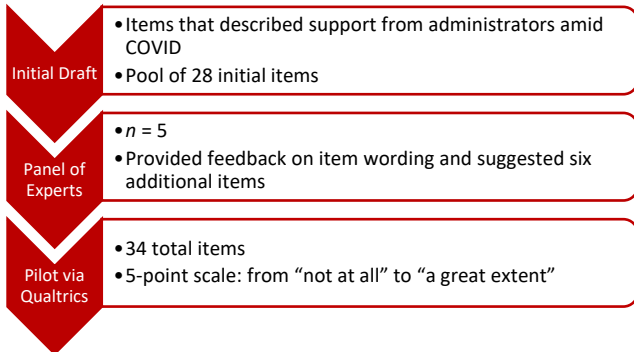 Initial Draft
•Items that described support from administrators amid
COVID
•Pool of 28 initial items
Panel of
Experts
•n = 5
•Provided feedback on item wording and suggested six
additional items
Pilot via
Qualtrics
•34 total items
•5-point scale: from “not at all” to “a great extent”